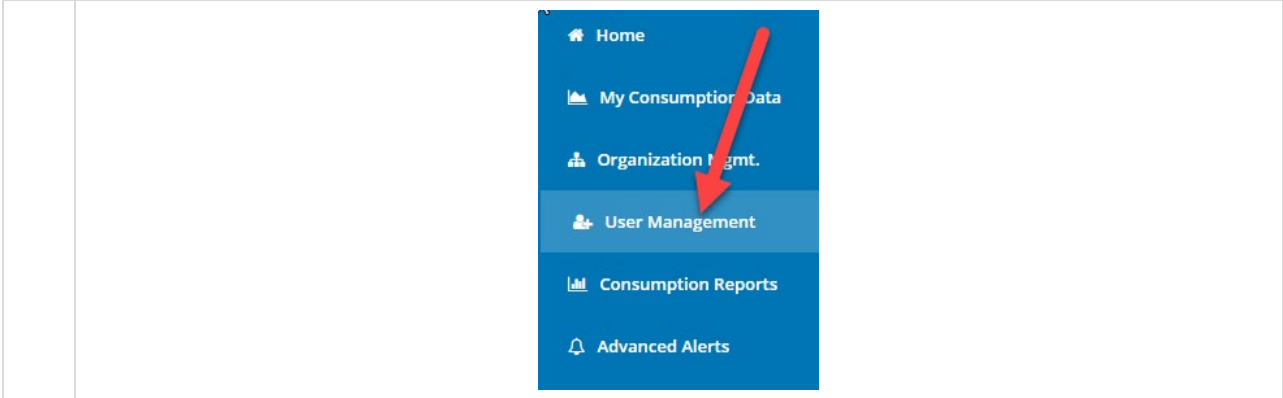 Home
My Consumption Data
Organization Mgmt.
User Management
Consumption Reports
Advanced Alerts